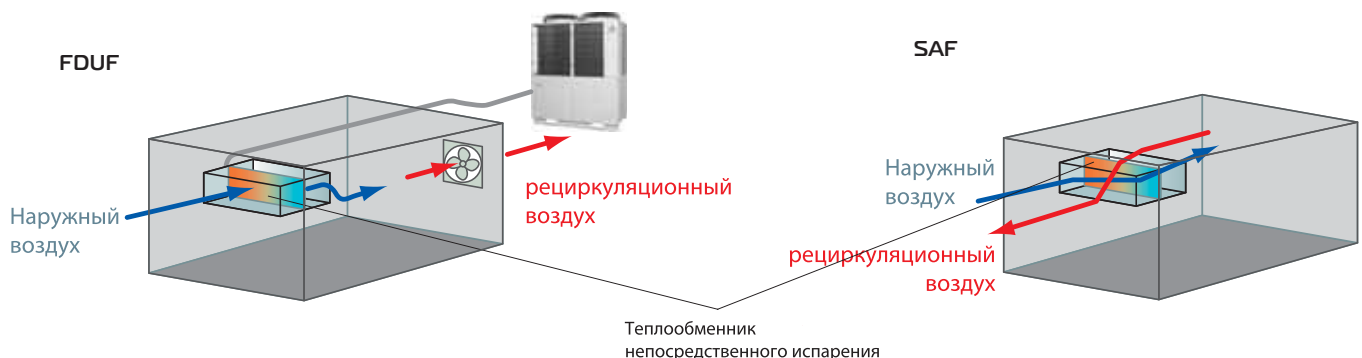 FDUF
Наружный
воздух
рециркуляционный
воздух
SAF
Наружный
воздух
рециркуляционный
воздух
Теплообменник
непосредственного испарения